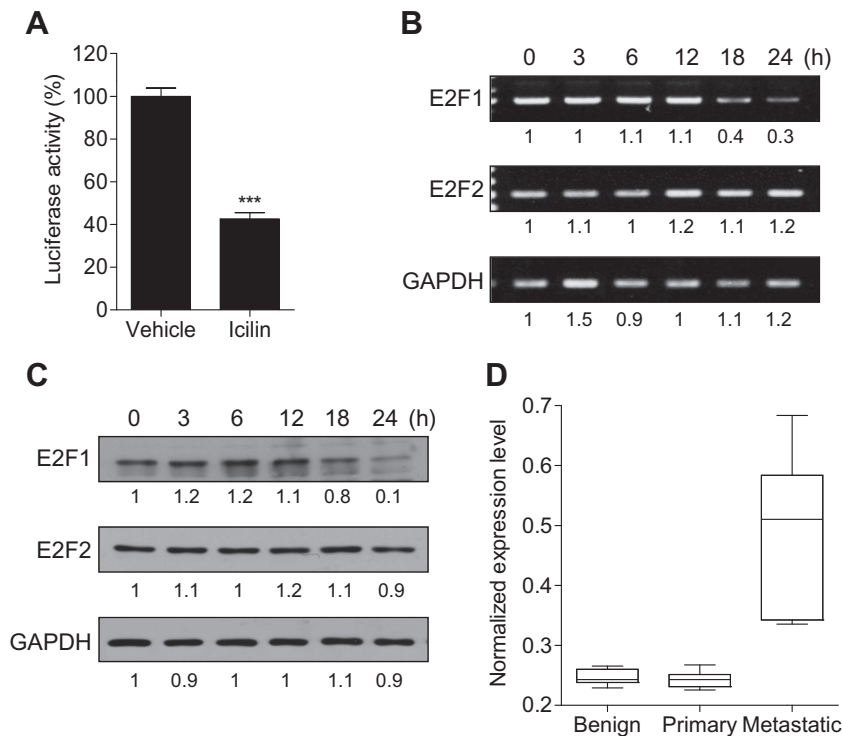 A
Luciferase activity (%)
120
100
80
60
40
20
0
***
Vehicle Icilin
B
0 3 6 12 18 24 (h)
E2F1
1 1 1.1 1.1 0.4 0.3
E2F2
1 1.1 1 1.2 1.1 1.2
GAPDH
1 1.5 0.9 1 1.1 1.2
C
0 3 6 12 18 24 (h)
E2F1
1 1.2 1.2 1.1 0.8 0.1
E2F2
1 1.1 1 1.2 1.1 0.9
GAPDH
1 0.9 1 1 1.1 0.9
D
Normalized expression level
0.7
0.6
0.5
0.4
0.3
0.2
Benign Primary Metastatic